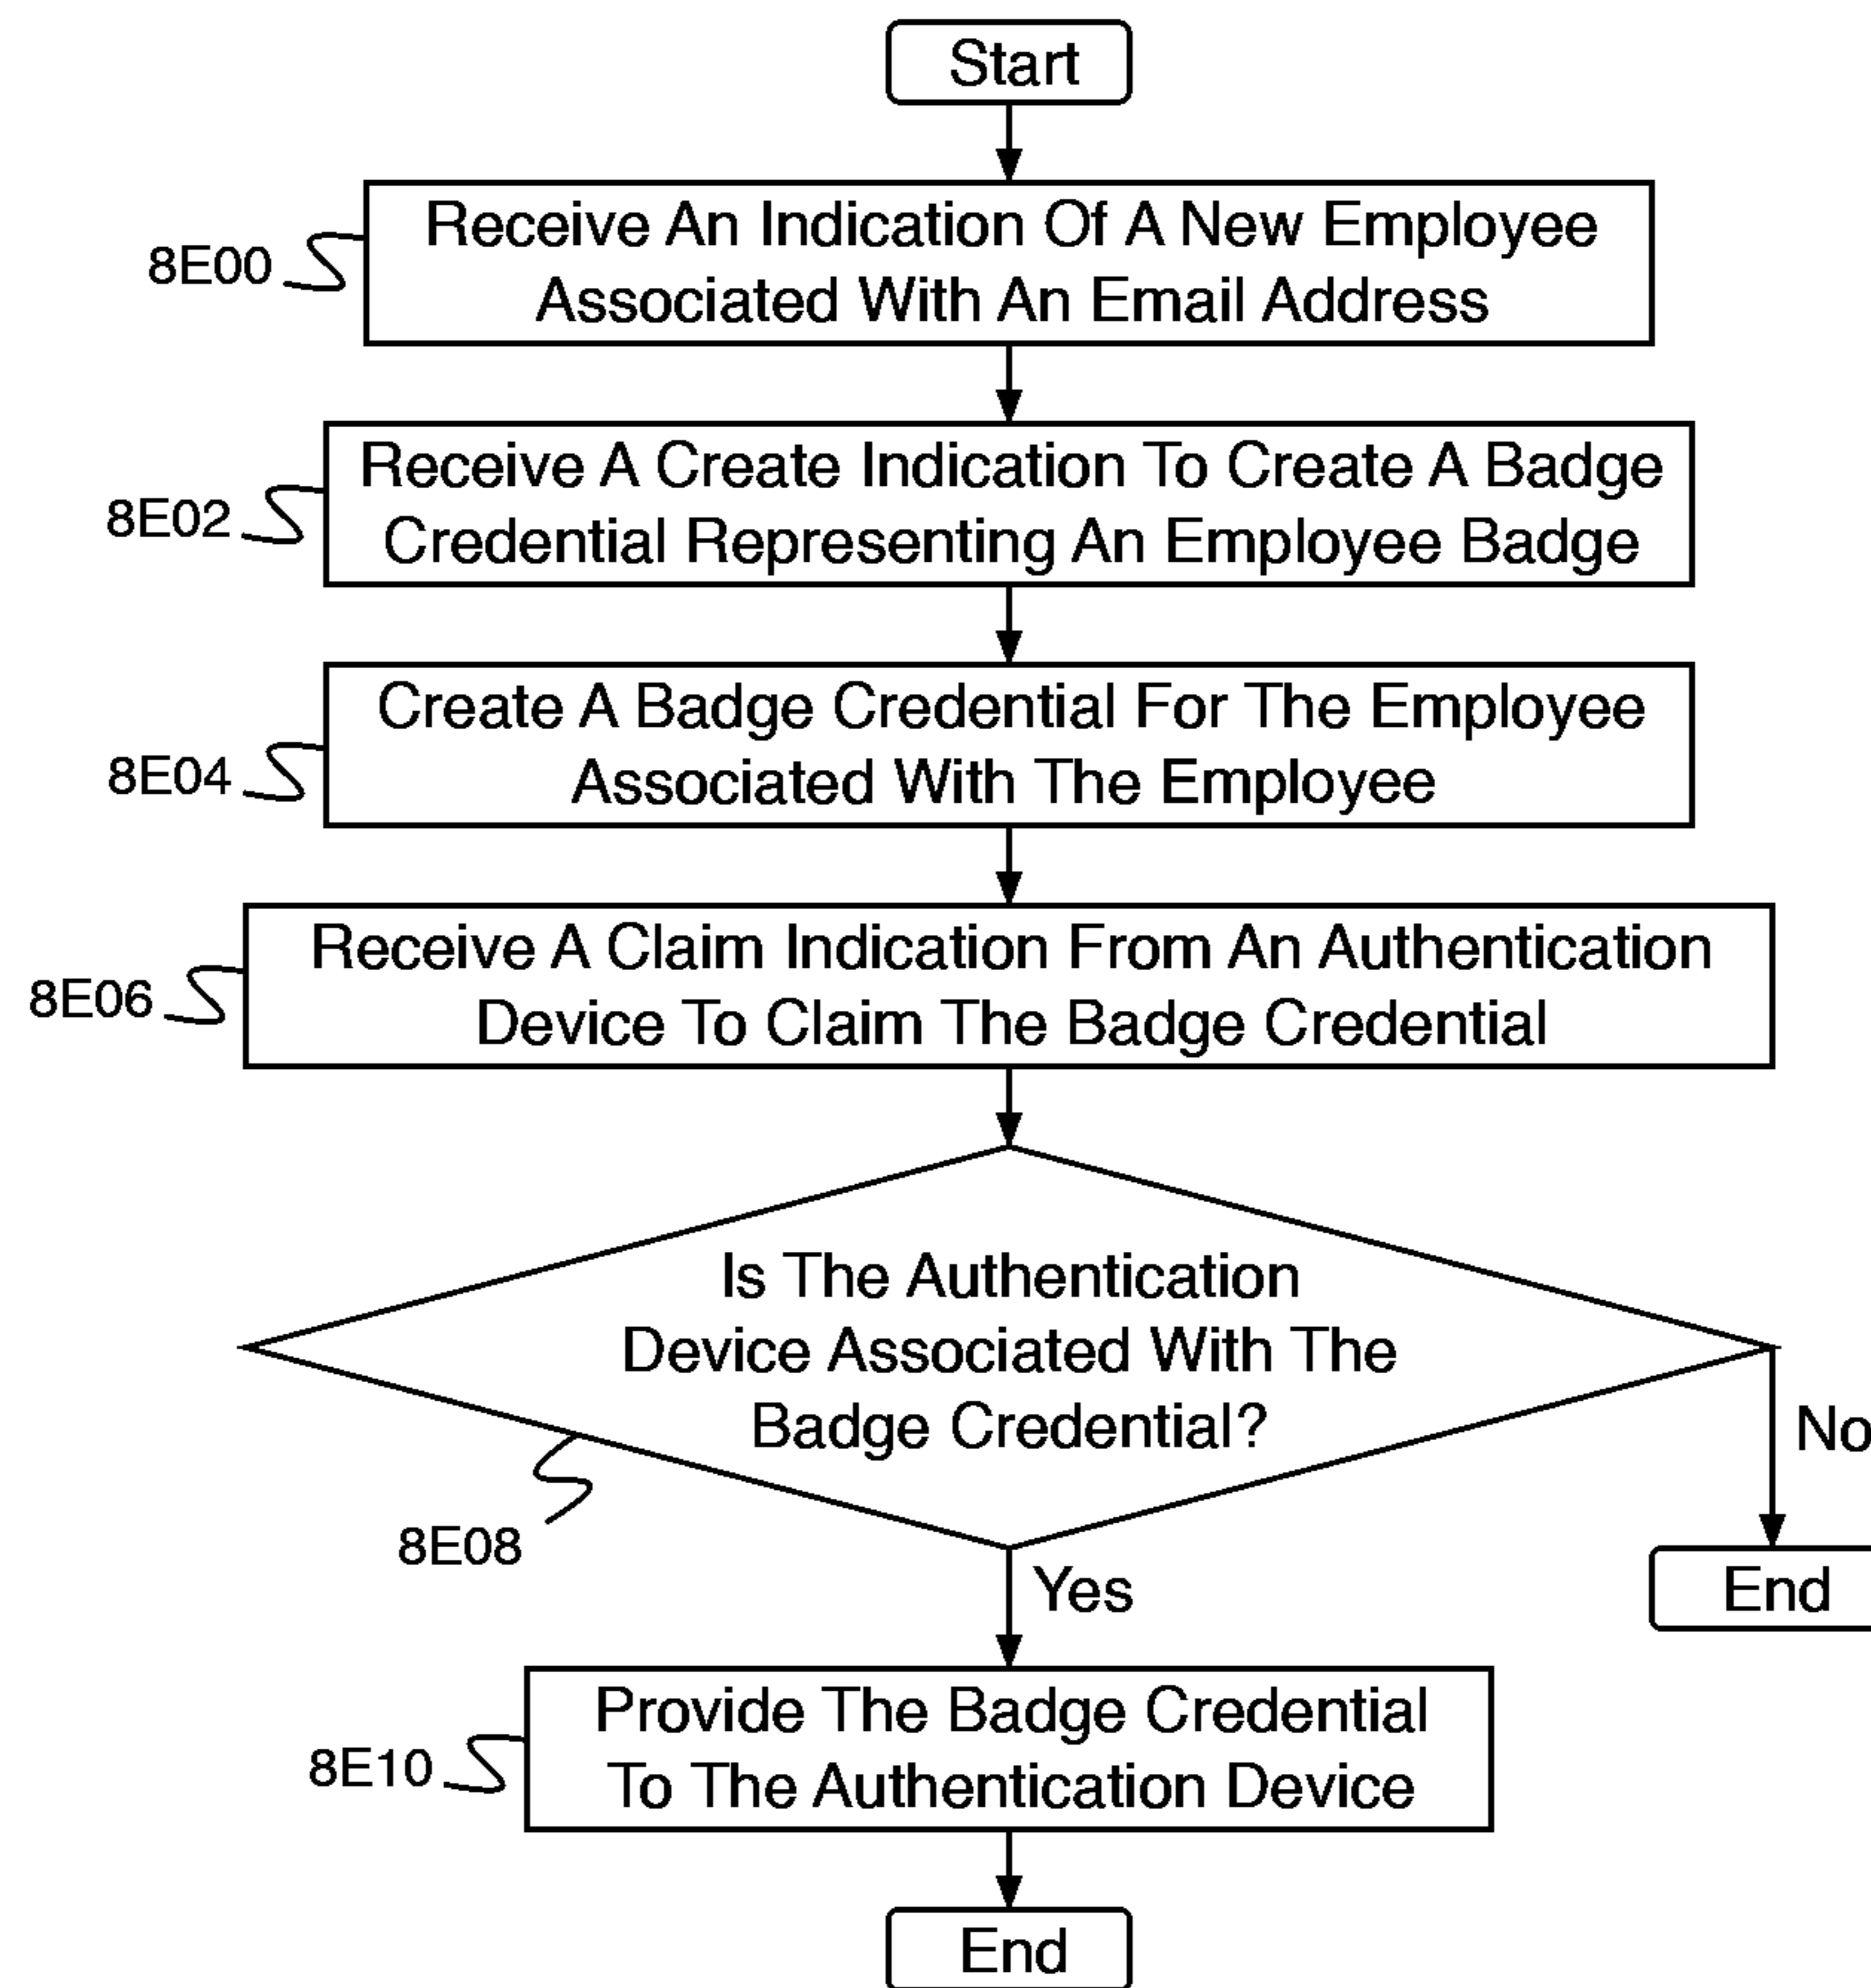 Start
8E00
Receive An Indication Of A New Employee
Associated With An Email Address
8E02
Receive A Create Indication To Create A Badge
Credential Representing An Employee Badge
8E04
Create A Badge Credential For The Employee
Associated With The Employee
8E06
Receive A Claim Indication From An Authentication
Device To Claim The Badge Credential
Is The Authentication
Device Associated With The
Badge Credential?
8E08
No
End
Yes
8E10
Provide The Badge Credential
To The Authentication Device
End